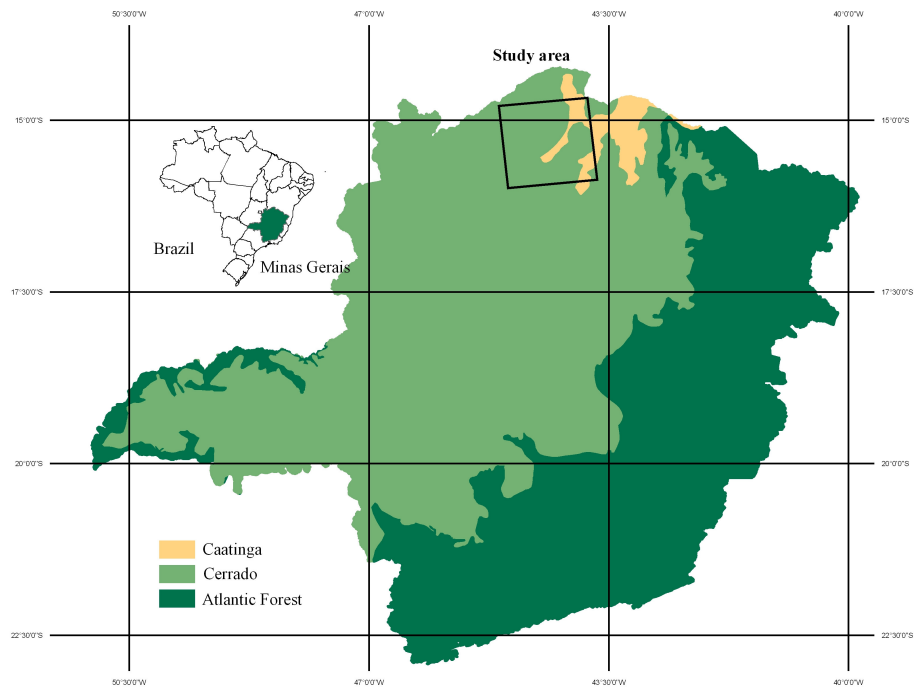 50°30'0"W 47°0'0"W 43°30'0"W 40°0'0"W
Study area
15°0'0"S 15°0'0"S
Brazil
Minas Gerais
17°30'0"S 17°30'0"S
20°0'0"S 20°0'0"S
Caatinga
Cerrado
Atlantic Forest
22°30'0"S 22°30'0"S
50°30'0"W 47°0'0"W 43°30'0"W 40°0'0"W